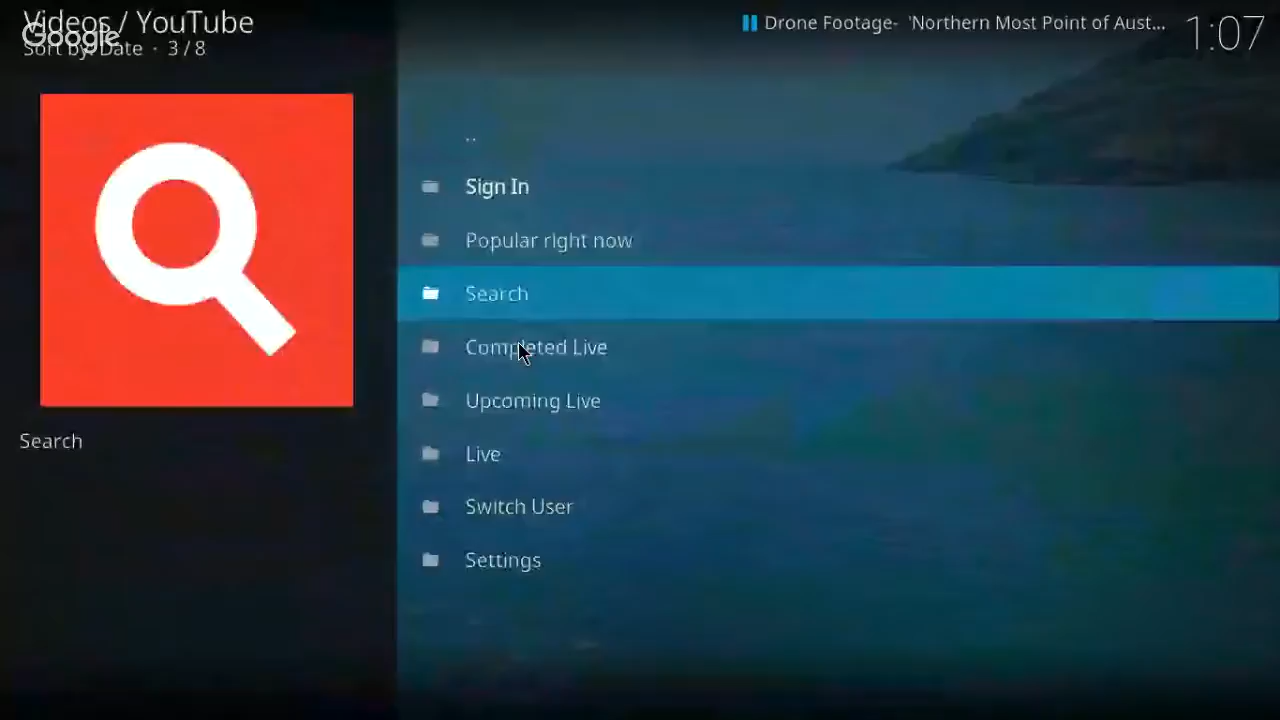 Videos / YouTube
Google
Sort by: Date · 3 / 8
Drone Footage- 'Northern Most Point of Aust...
1:07
..
Sign In
Popular right now
Search
Completed Live
Upcoming Live
Live
Switch User
Settings
Search